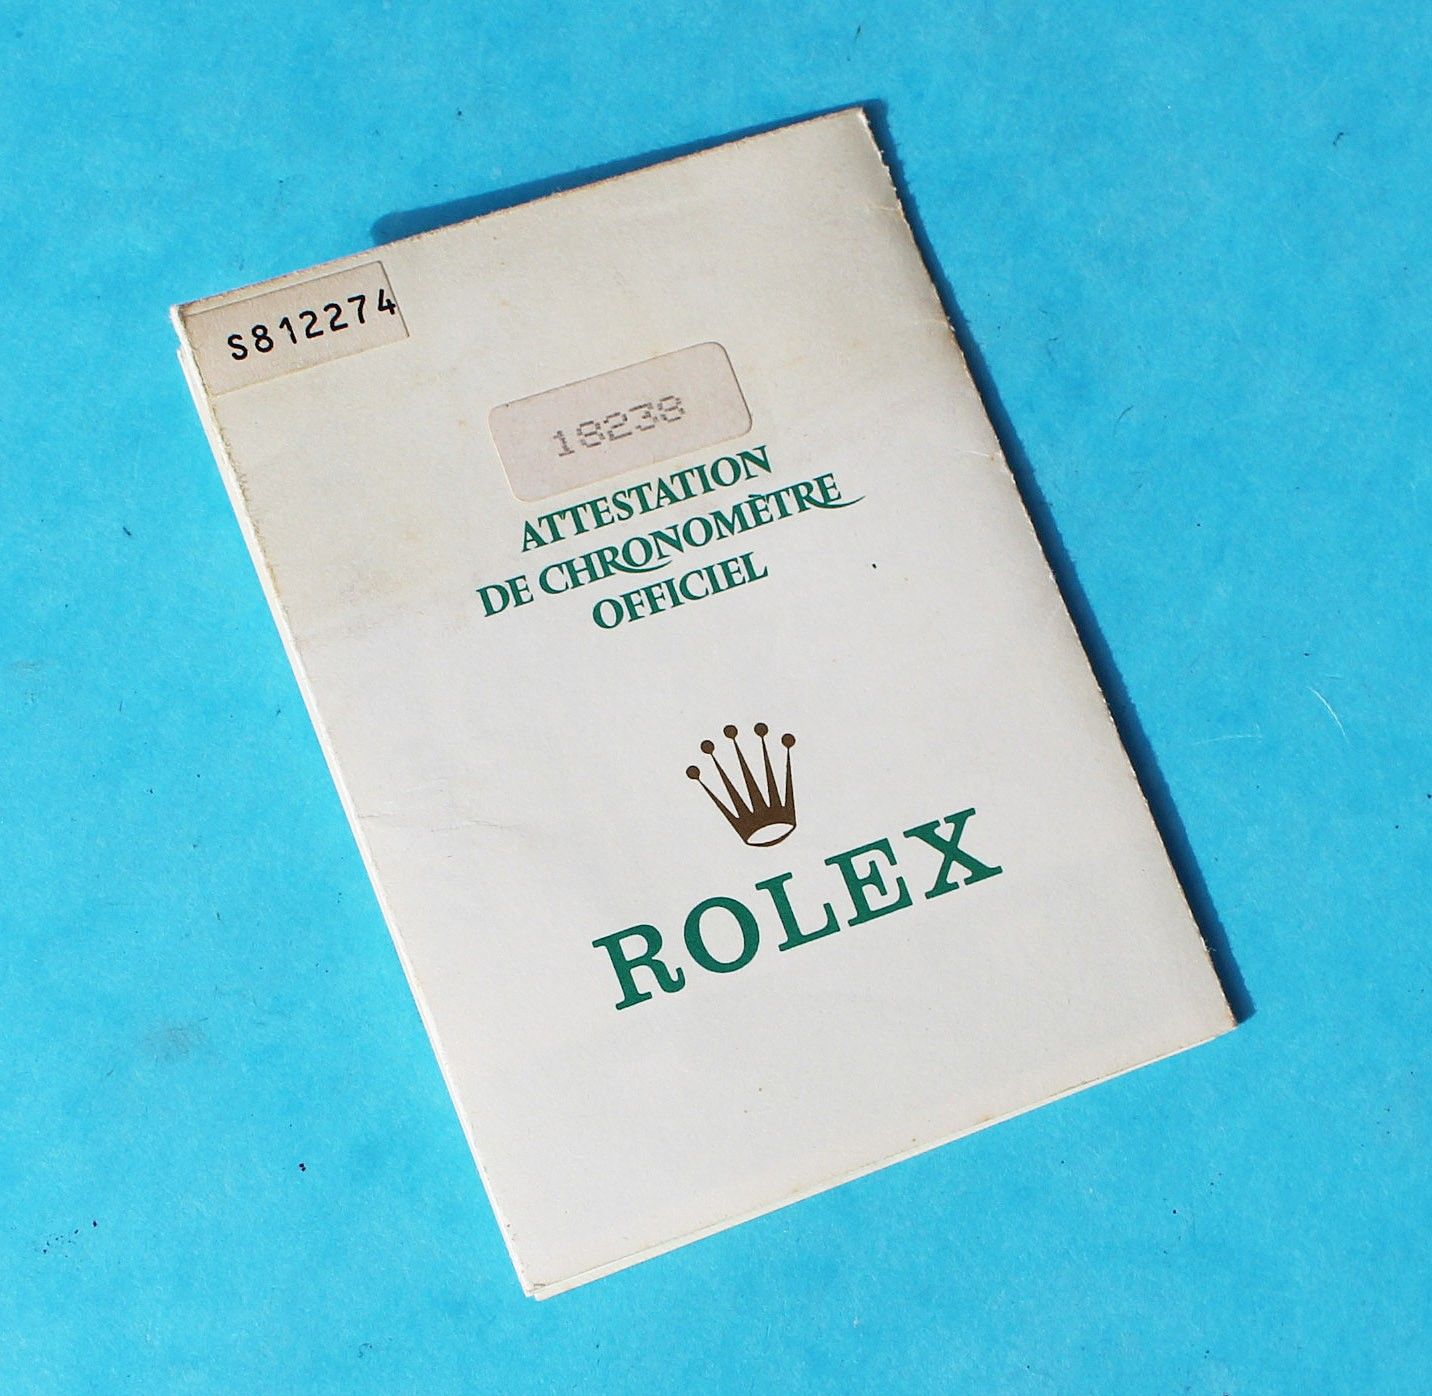 S812274
18238
ATTESTATION
DE CHRONOMÈTRE
OFFICIEL
ROLEX